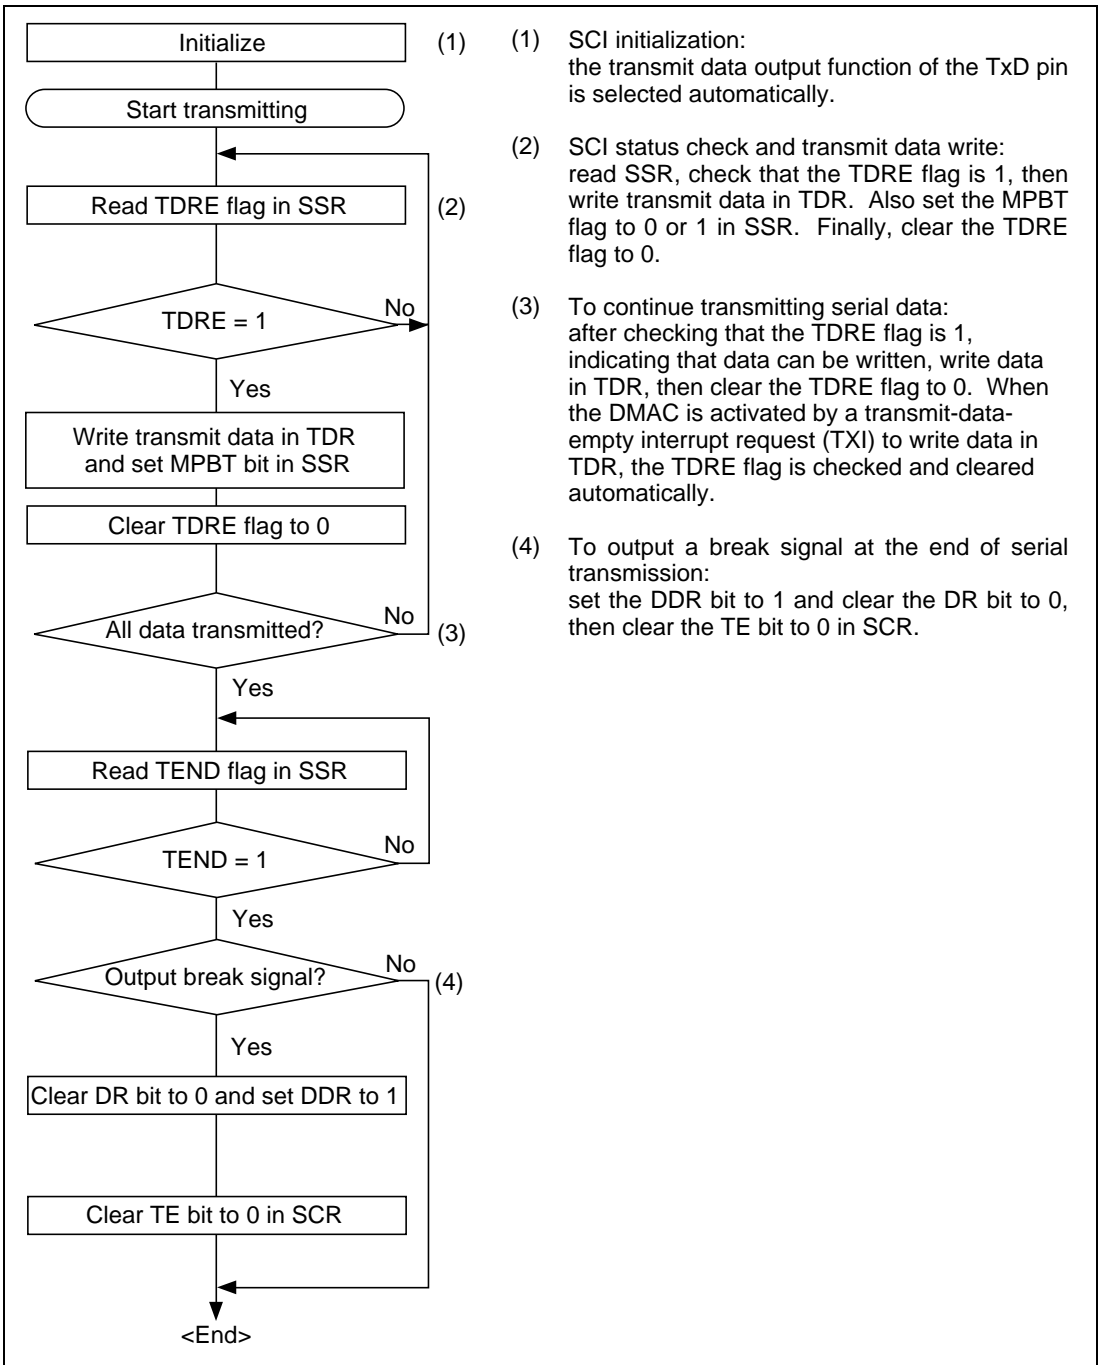 Initialize
(1)
Start transmitting
Read TDRE flag in SSR
(2)
TDRE = 1
No
Yes
Write transmit data in TDR
and set MPBT bit in SSR
Clear TDRE flag to 0
All data transmitted?
No
(3)
Yes
Read TEND flag in SSR
TEND = 1
No
Yes
Output break signal?
No
(4)
Yes
Clear DR bit to 0 and set DDR to 1
Clear TE bit to 0 in SCR
<End>
(1) SCI initialization:
the transmit data output function of the TxD pin
is selected automatically.
(2) SCI status check and transmit data write:
read SSR, check that the TDRE flag is 1, then
write transmit data in TDR. Also set the MPBT
flag to 0 or 1 in SSR. Finally, clear the TDRE
flag to 0.
(3) To continue transmitting serial data:
after checking that the TDRE flag is 1,
indicating that data can be written, write data
in TDR, then clear the TDRE flag to 0. When
the DMAC is activated by a transmit-data-
empty interrupt request (TXI) to write data in
TDR, the TDRE flag is checked and cleared
automatically.
(4) To output a break signal at the end of serial
transmission:
set the DDR bit to 1 and clear the DR bit to 0,
then clear the TE bit to 0 in SCR.